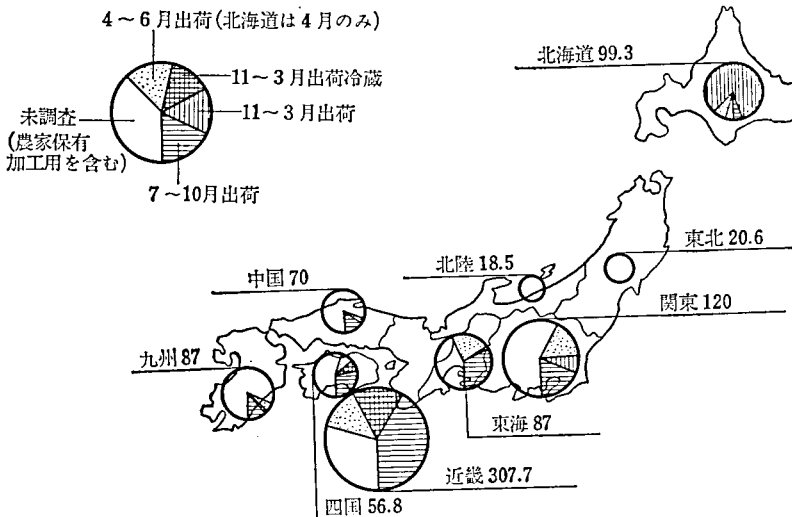 4～6月出荷(北海道は4月のみ)
11～3月出荷冷蔵
11～3月出荷
未調査
(農家保有
加工用を含む)
7～10月出荷
北海道 99.3
東北 20.6
北陸 18.5
中国 70
関東 120
九州 87
東海 87
近畿 307.7
四国 56.8